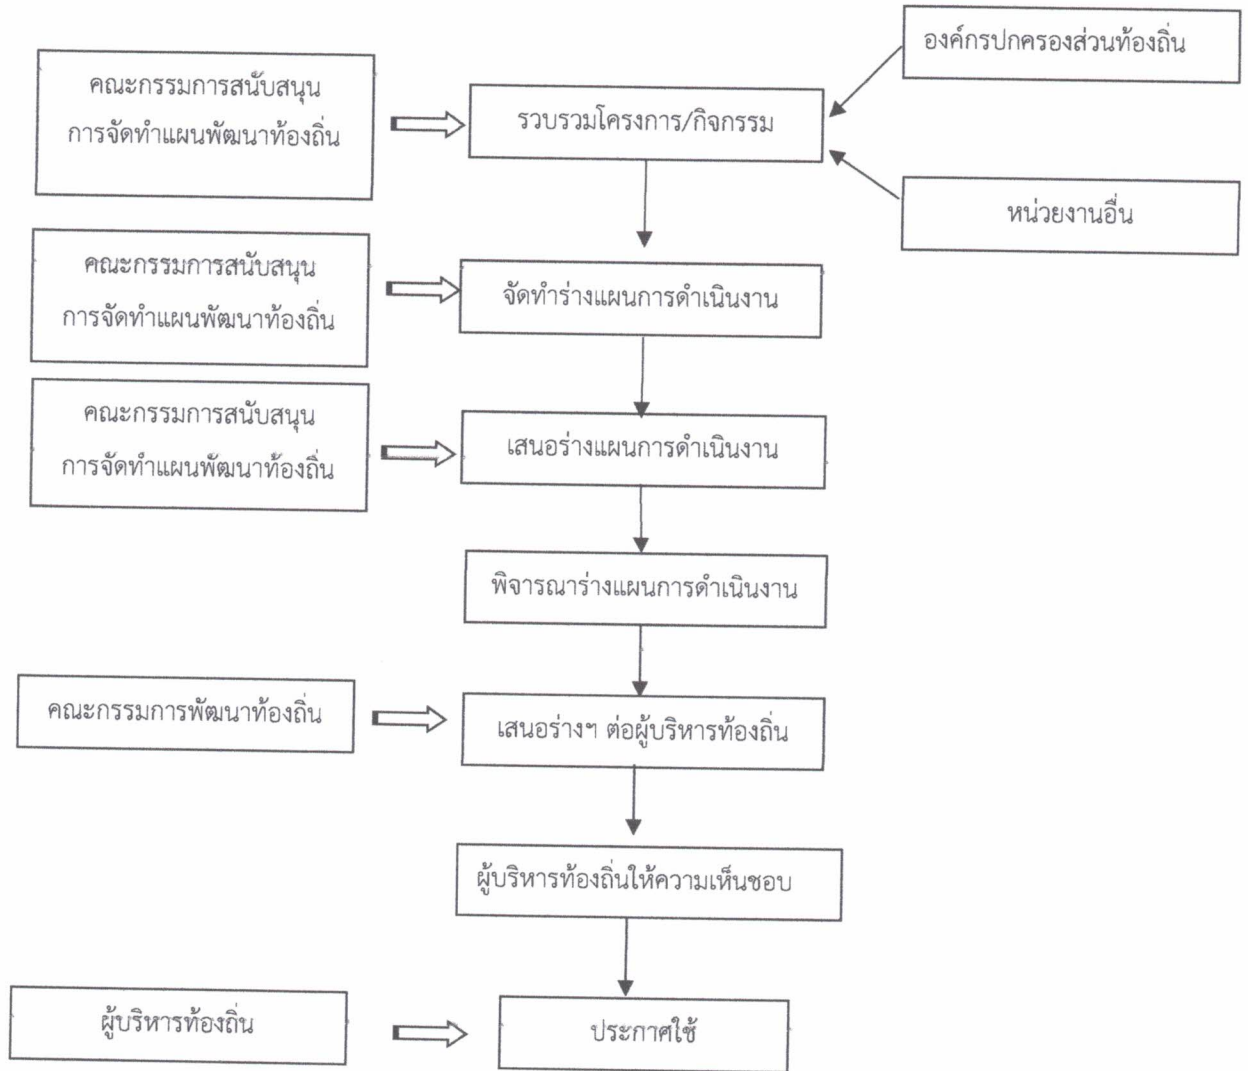 องค์กรปกครองส่วนท้องถิ่น
คณะกรรมการสนับสนุน
การจัดทำแผนพัฒนาท้องถิ่น
รวบรวมโครงการ/กิจกรรม
หน่วยงานอื่น
คณะกรรมการสนับสนุน
การจัดทำแผนพัฒนาท้องถิ่น
จัดทำร่างแผนการดำเนินงาน
คณะกรรมการสนับสนุน
การจัดทำแผนพัฒนาท้องถิ่น
เสนอร่างแผนการดำเนินงาน
พิจารณาร่างแผนการดำเนินงาน
คณะกรรมการพัฒนาท้องถิ่น
เสนอร่างฯ ต่อผู้บริหารท้องถิ่น
ผู้บริหารท้องถิ่นให้ความเห็นชอบ
ผู้บริหารท้องถิ่น
ประกาศใช้